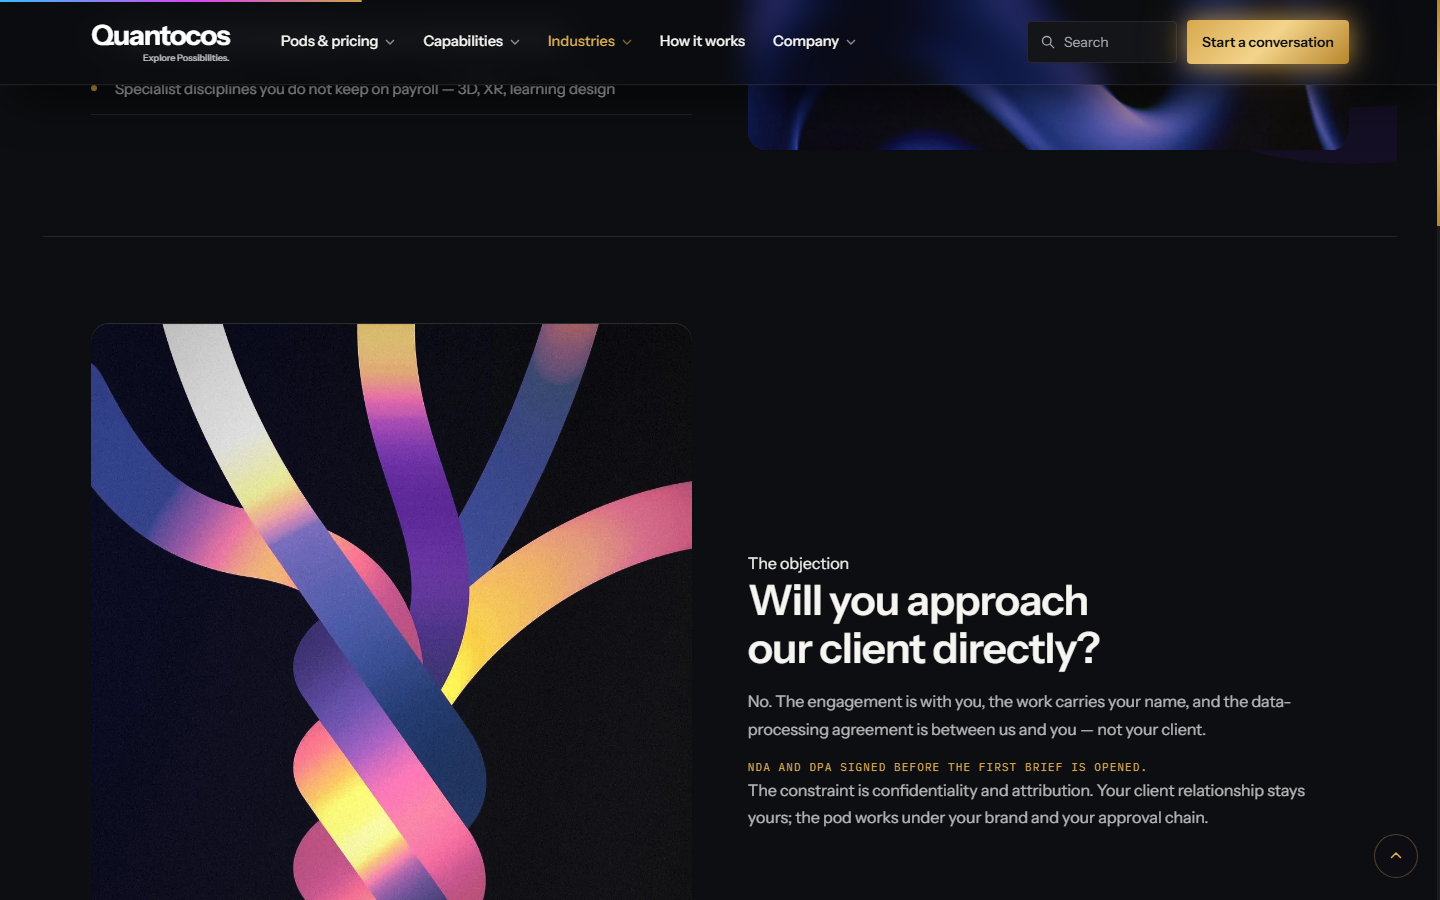 Quantocos
Explore Possibilities.
Pods & pricing
Capabilities
Industries
How it works
Company
Search
Start a conversation
Specialist disciplines you do not keep on payroll — 3D, XR, learning design
The objection
Will you approach
our client directly?
No. The engagement is with you, the work carries your name, and the data-
processing agreement is between us and you — not your client.
NDA AND DPA SIGNED BEFORE THE FIRST BRIEF IS OPENED.
The constraint is confidentiality and attribution. Your client relationship stays
yours; the pod works under your brand and your approval chain.